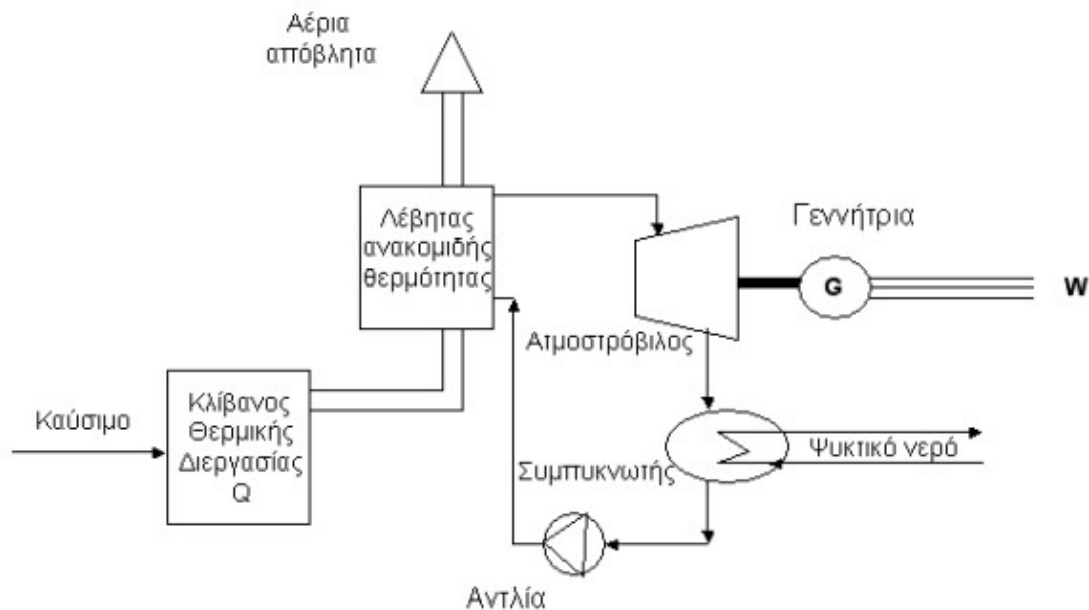 Αέρια
απόβλητα
Λέβητας
ανακομιδής
θερμότητας
Γεννήτρια
G
W
Ατμοστρόβιλος
Καύσιμο
Κλίβανος
Θερμικής
Διεργασίας
Q
Ψυκτικό νερό
Συμπυκνωτής
Αντλία